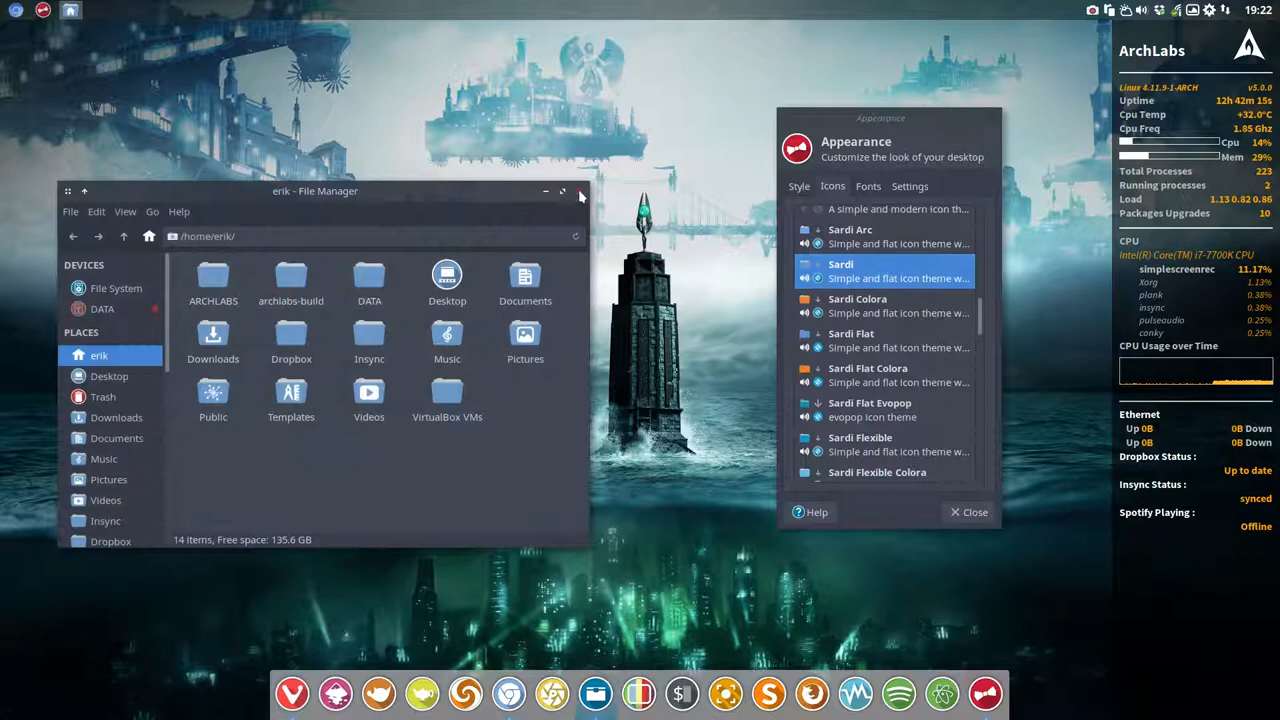 19:22
erik - File Manager
File Edit View Go Help
/home/erik/
DEVICES
File System
DATA
PLACES
erik
Desktop
Trash
Downloads
Documents
Music
Pictures
Videos
Insync
Dropbox
ARCHLABS archlabs-build DATA Desktop Documents
Downloads Dropbox Insync Music Pictures
Public Templates Videos VirtualBox VMs
14 items, Free space: 135.6 GB
Appearance
Appearance
Customize the look of your desktop
Style Icons Fonts Settings
A simple and modern icon th...
Sardi Arc
Simple and flat icon theme w...
Sardi
Simple and flat icon theme w...
Sardi Colora
Simple and flat icon theme w...
Sardi Flat
Simple and flat icon theme w...
Sardi Flat Colora
Simple and flat icon theme w...
Sardi Flat Evopop
evopop icon theme
Sardi Flexible
Simple and flat icon theme w...
Sardi Flexible Colora
Help Close
ArchLabs
Linux 4.11.9-1-ARCH v5.0.0
Uptime 12h 42m 15s
Cpu Temp +32.0°C
Cpu Freq 1.85 Ghz
Cpu 14%
Mem 29%
Total Processes 223
Running processes 2
Load 1.13 0.82 0.86
Packages Upgrades 10
CPU
Intel(R) Core(TM) i7-7700K CPU
simplescreenrec 11.17%
Xorg 1.13%
plank 0.38%
insync 0.38%
pulseaudio 0.25%
conky 0.25%
CPU Usage over Time
Ethernet
Up 0B 0B Down
Up 0B 0B Down
Dropbox Status :
Up to date
Insync Status :
synced
Spotify Playing :
Offline